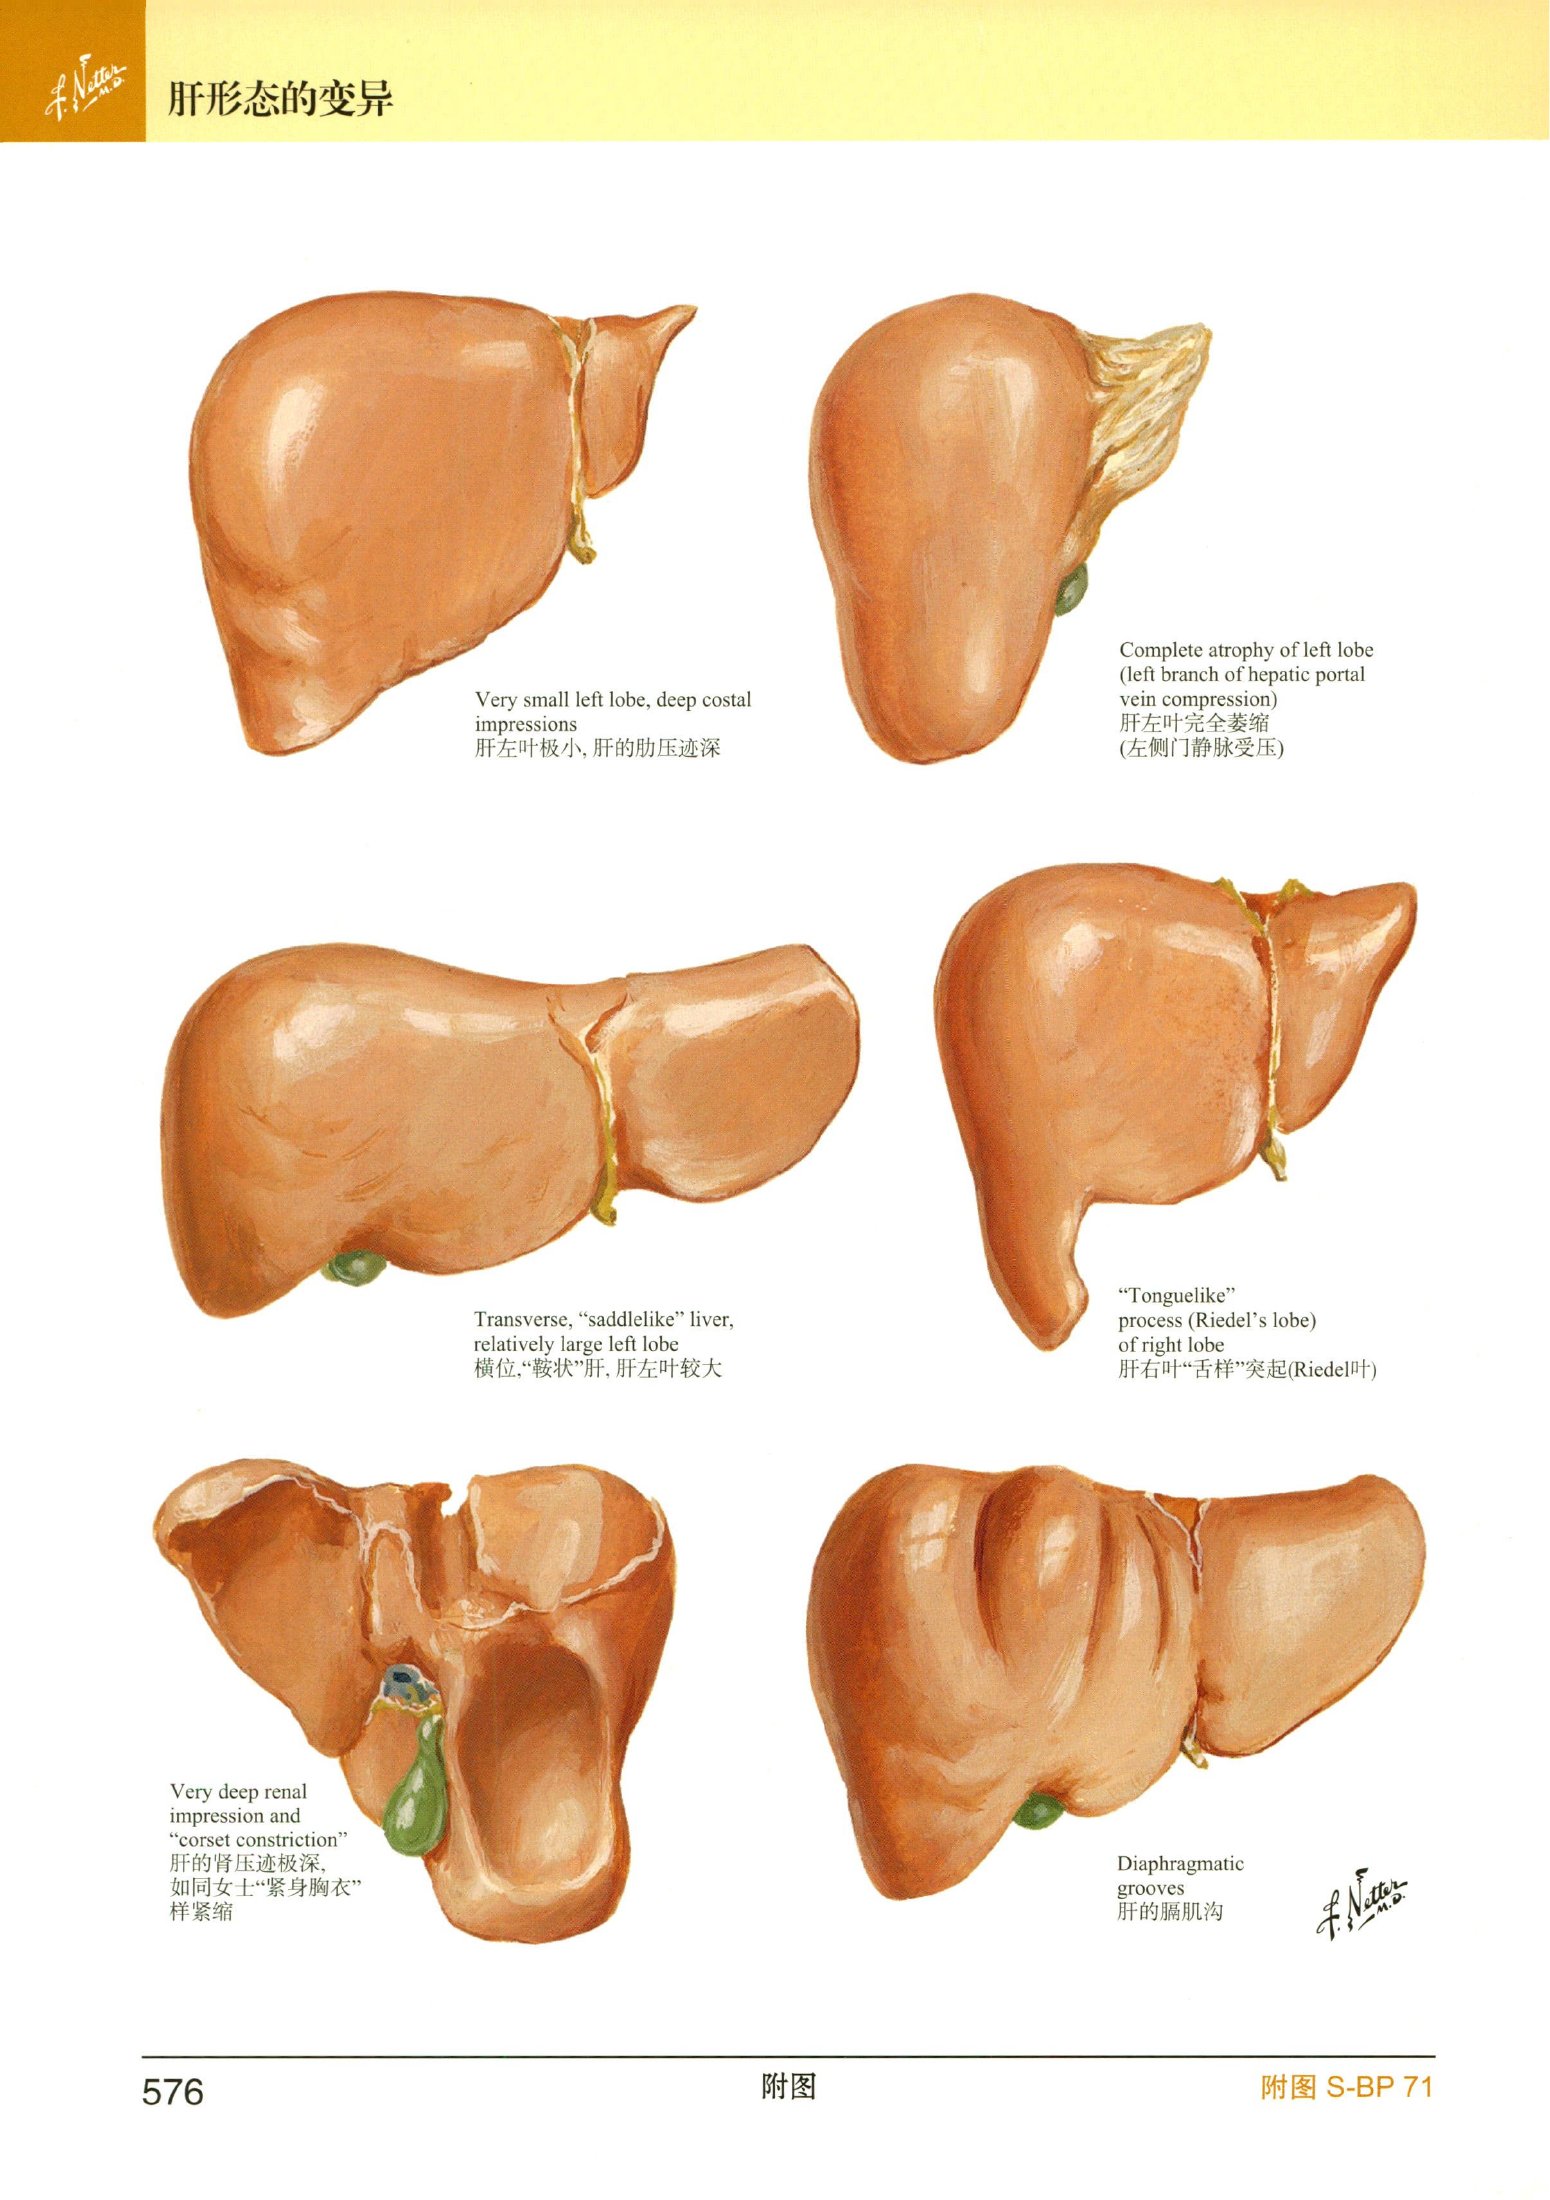 F. Netter M.D.
肝形态的变异
Very small left lobe, deep costal
impressions
肝左叶极小, 肝的肋压迹深
Complete atrophy of left lobe
(left branch of hepatic portal
vein compression)
肝左叶完全萎缩
(左侧门静脉受压)
Transverse, “saddlelike” liver,
relatively large left lobe
横位,“鞍状”肝, 肝左叶较大
“Tonguelike”
process (Riedel’s lobe)
of right lobe
肝右叶“舌样”突起(Riedel叶)
Very deep renal
impression and
“corset constriction”
肝的肾压迹极深,
如同女士“紧身胸衣”
样紧缩
Diaphragmatic
grooves
肝的膈肌沟
F. Netter M.D.
576
附图
附图 S-BP 71